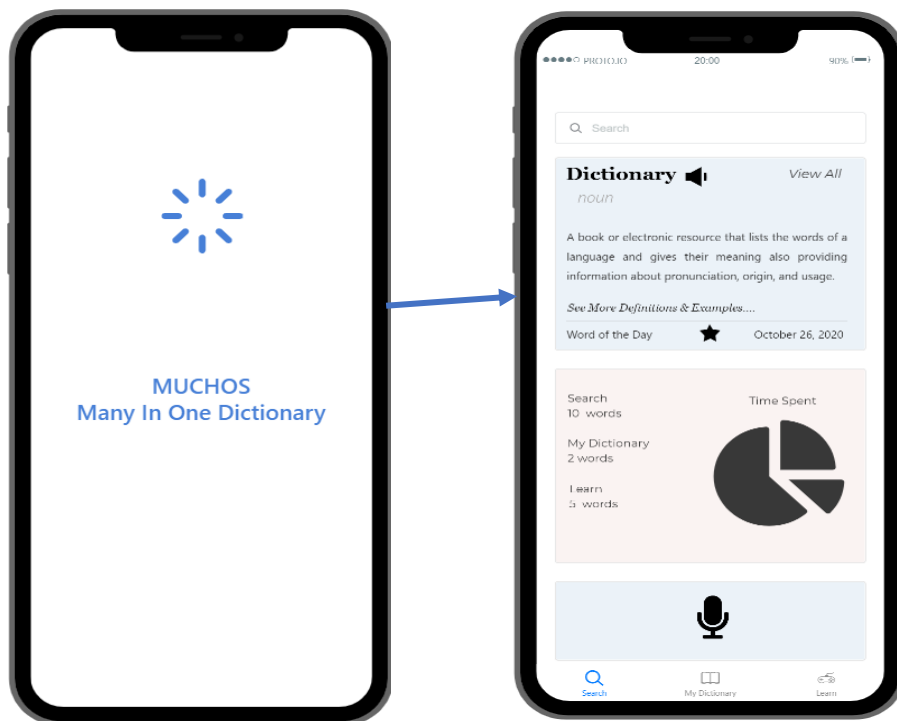 MUCHOS
Many In One Dictionary
PROTOJO 20:00 90%
Search
Dictionary View All
noun
A book or electronic resource that lists the words of a
language and gives their meaning also providing
information about pronunciation, origin, and usage.
See More Definitions & Examples....
Word of the Day October 26, 2020
Search
10 words
Time Spent
My Dictionary
2 words
Learn
5 words
Search My Dictionary Learn